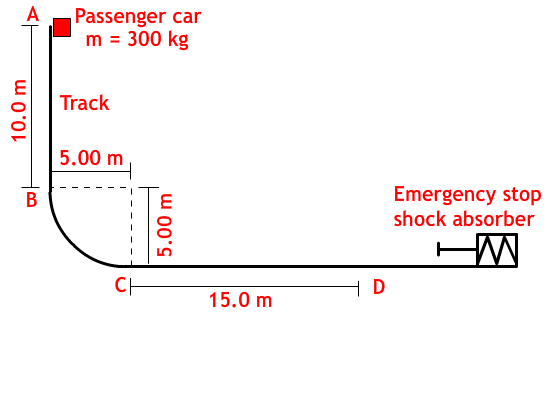 A
Passenger car
m = 300 kg
10.0 m
Track
5.00 m
B
5.00 m
Emergency stop
shock absorber
C
D
15.0 m